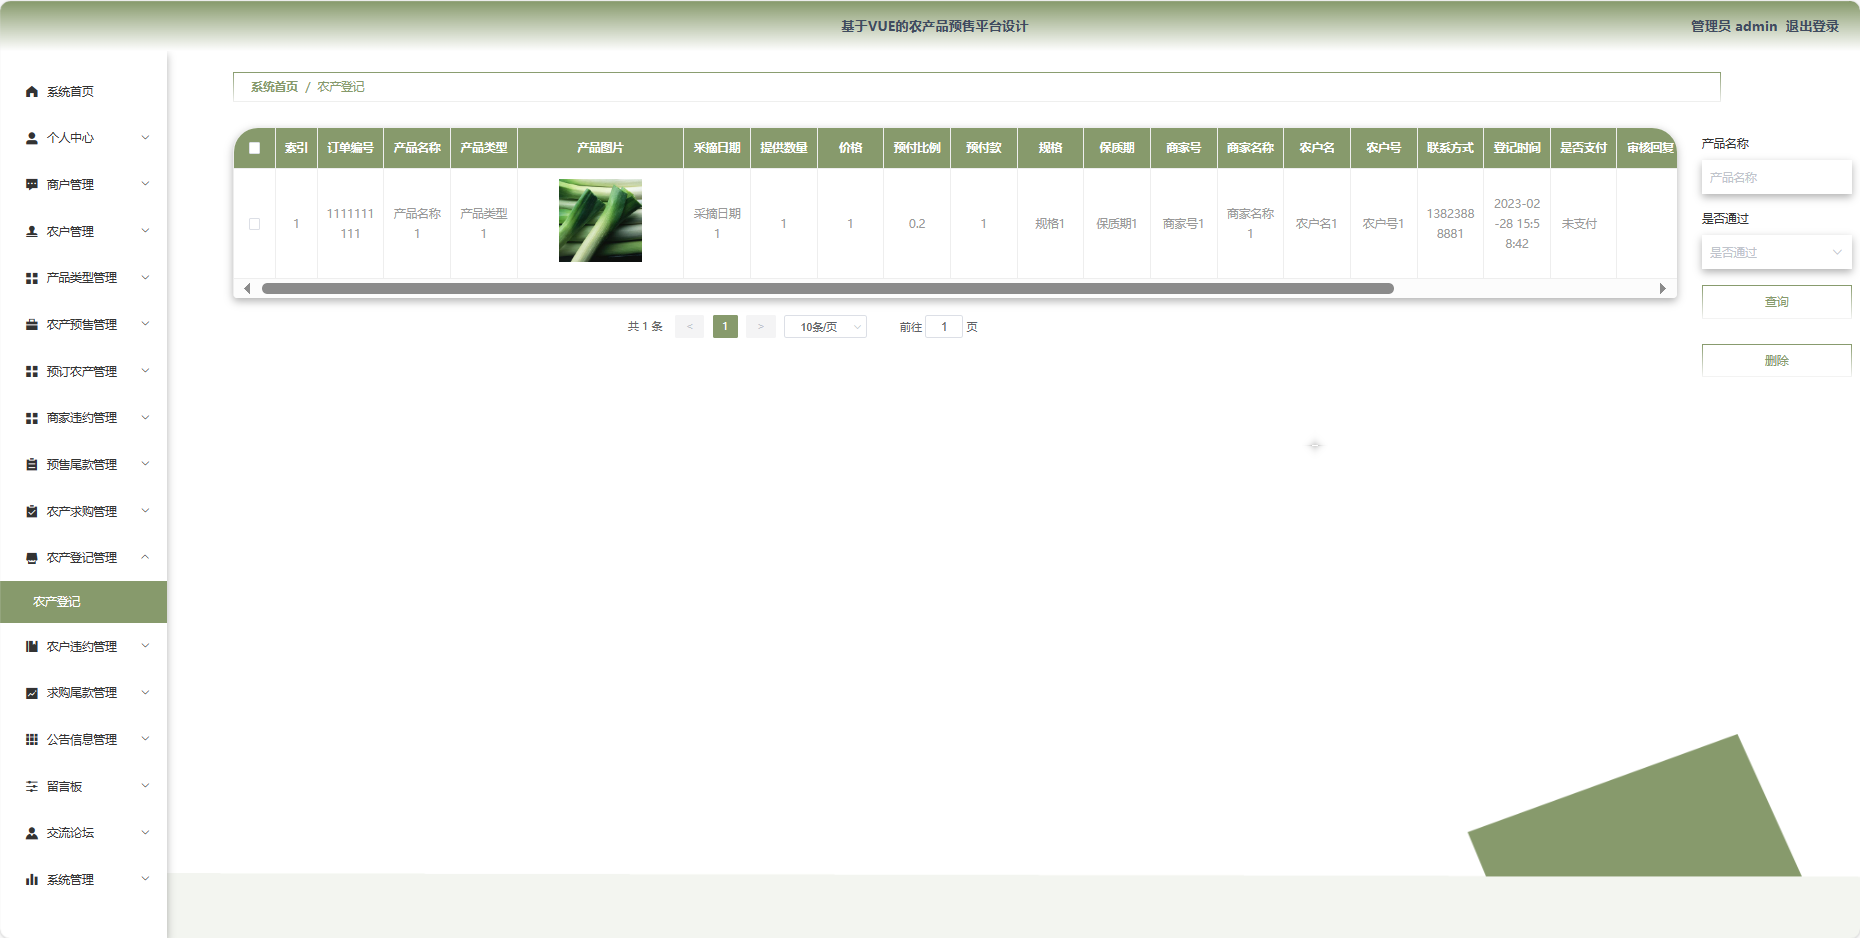 基于VUE的农产品预售平台设计
管理员 admin 退出登录
系统首页
个人中心
商户管理
农户管理
产品类型管理
农产预售管理
预订农产管理
商家违约管理
预售尾款管理
农产求购管理
农产登记管理
农产登记
农户违约管理
求购尾款管理
公告信息管理
留言板
交流论坛
系统管理
系统首页 / 农产登记
索引 订单编号 产品名称 产品类型 产品图片 采摘日期 提供数量 价格 预付比例 预付款 规格 保质期 商家号 商家名称 农户名 农户号 联系方式 登记时间 是否支付 审核回复
1 1111111111 产品名称1 产品类型1 采摘日期1 1 1 0.2 1 规格1 保质期1 商家号1 商家名称1 农户名1 农户号1 13823888881 2023-02-28 15:58:42 未支付
共 1 条 < 1 > 10条/页 前往 1 页
产品名称
产品名称
是否通过
是否通过
查询
删除